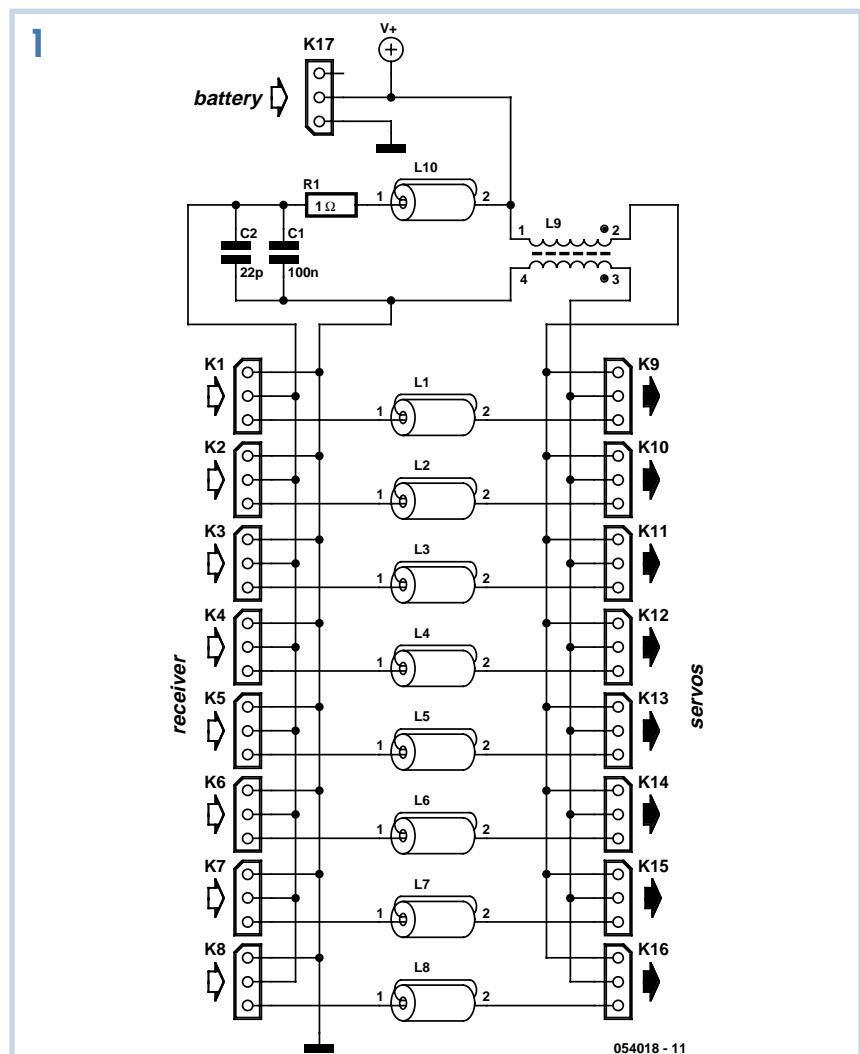 1
V+
K17
battery
L10
R1
1 2
1 Ω
L9
1 2
C2 C1
22p 100n
4 3
K1 K9
L1
1 2
K2 K10
L2
1 2
K3 K11
L3
1 2
K4 K12
L4
1 2
receiver
servos
K5 K13
L5
1 2
K6 K14
L6
1 2
K7 K15
L7
1 2
K8 K16
L8
1 2
054018 - 11